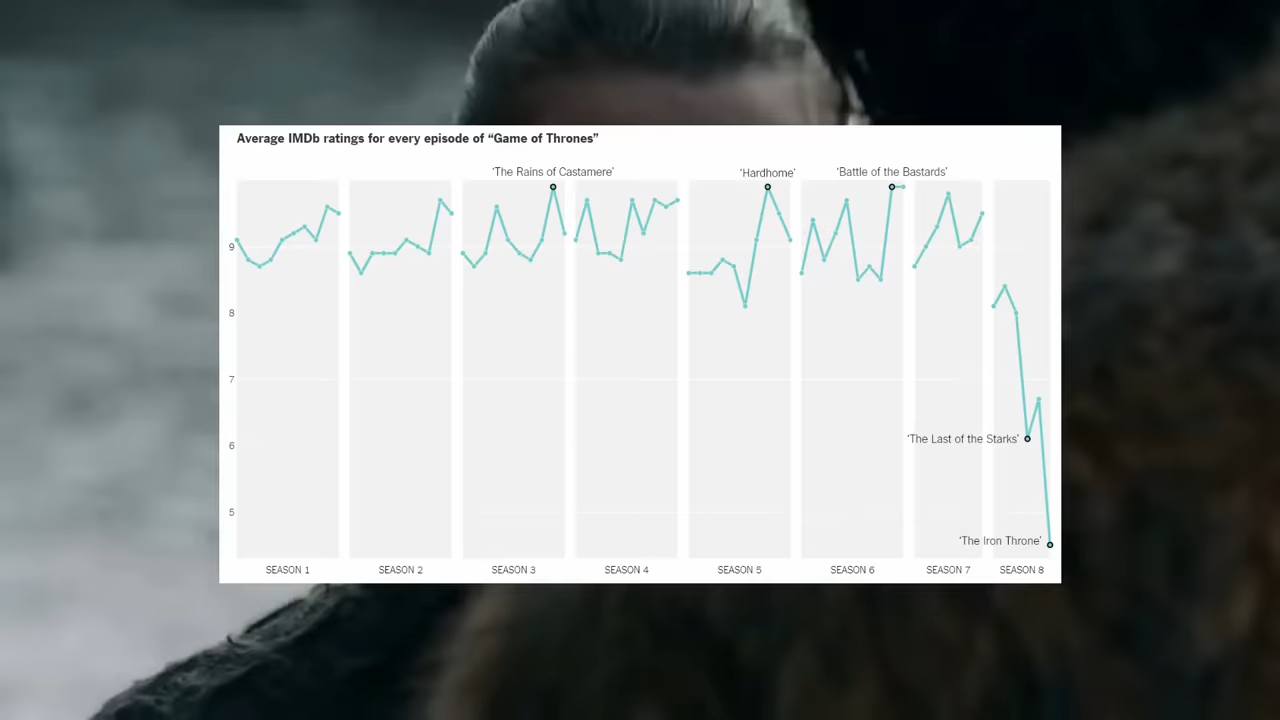 Average IMDb ratings for every episode of “Game of Thrones”
‘The Rains of Castamere’
‘Hardhome’
‘Battle of the Bastards’
9
8
7
6
‘The Last of the Starks’
5
‘The Iron Throne’
SEASON 1
SEASON 2
SEASON 3
SEASON 4
SEASON 5
SEASON 6
SEASON 7
SEASON 8